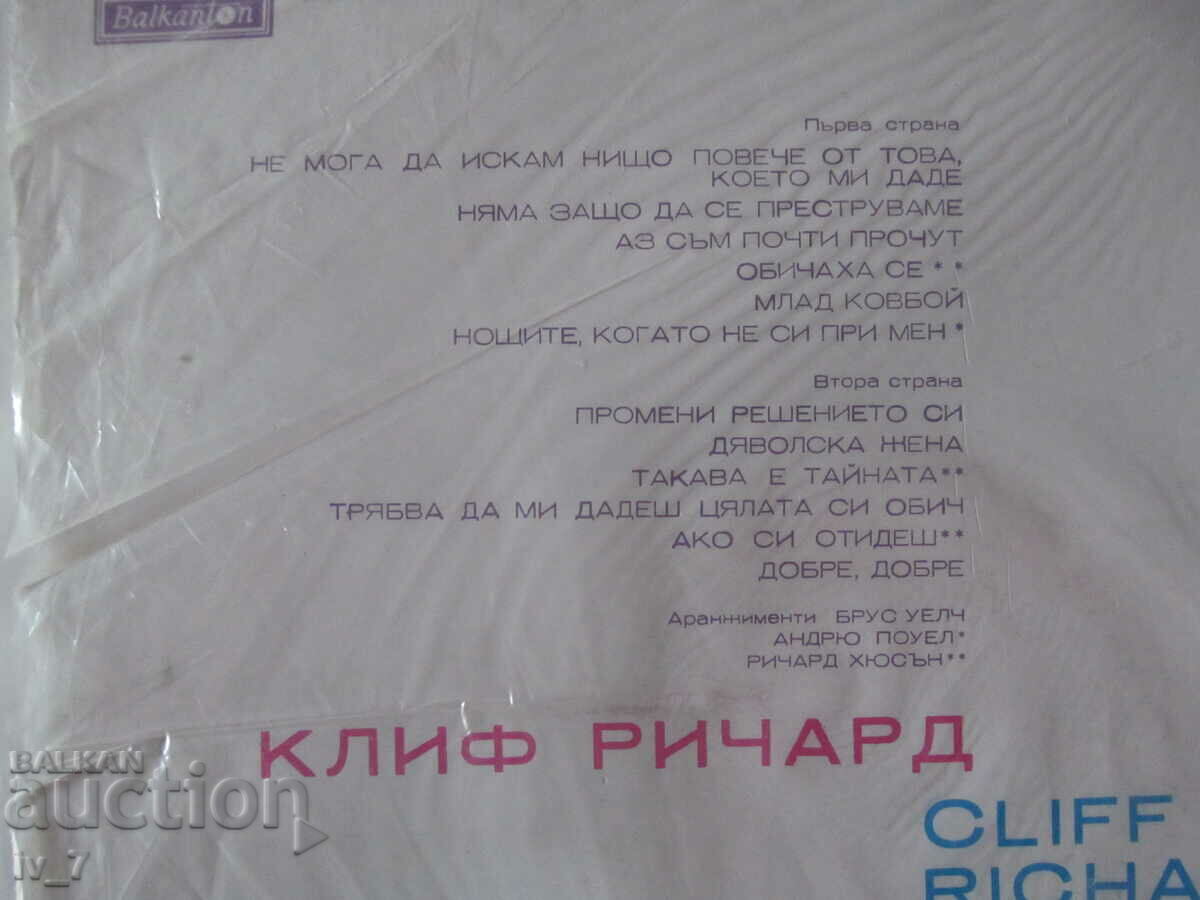 Balkanton
Първа страна
НЕ МОГА ДА ИСКАМ НИЩО ПОВЕЧЕ ОТ ТОВА,
КОЕТО МИ ДАДЕ
НЯМА ЗАЩО ДА СЕ ПРЕСТРУВАМЕ
АЗ СЪМ ПОЧТИ ПРОЧУТ
ОБИЧАХА СЕ * *
МЛАД КОВБОЙ
НОЩИТЕ, КОГАТО НЕ СИ ПРИ МЕН *
Втора страна
ПРОМЕНИ РЕШЕНИЕТО СИ
ДЯВОЛСКА ЖЕНА
ТАКАВА Е ТАЙНАТА**
ТРЯБВА ДА МИ ДАДЕШ ЦЯЛАТА СИ ОБИЧ
АКО СИ ОТИДЕШ**
ДОБРЕ, ДОБРЕ
Аранжименти БРУС УЕЛЧ
АНДРЮ ПОУЕЛ*
РИЧАРД ХЮСЪН**
КЛИФ РИЧАРД
CLIFF
RICHA
BALKAN
auction
iv_7